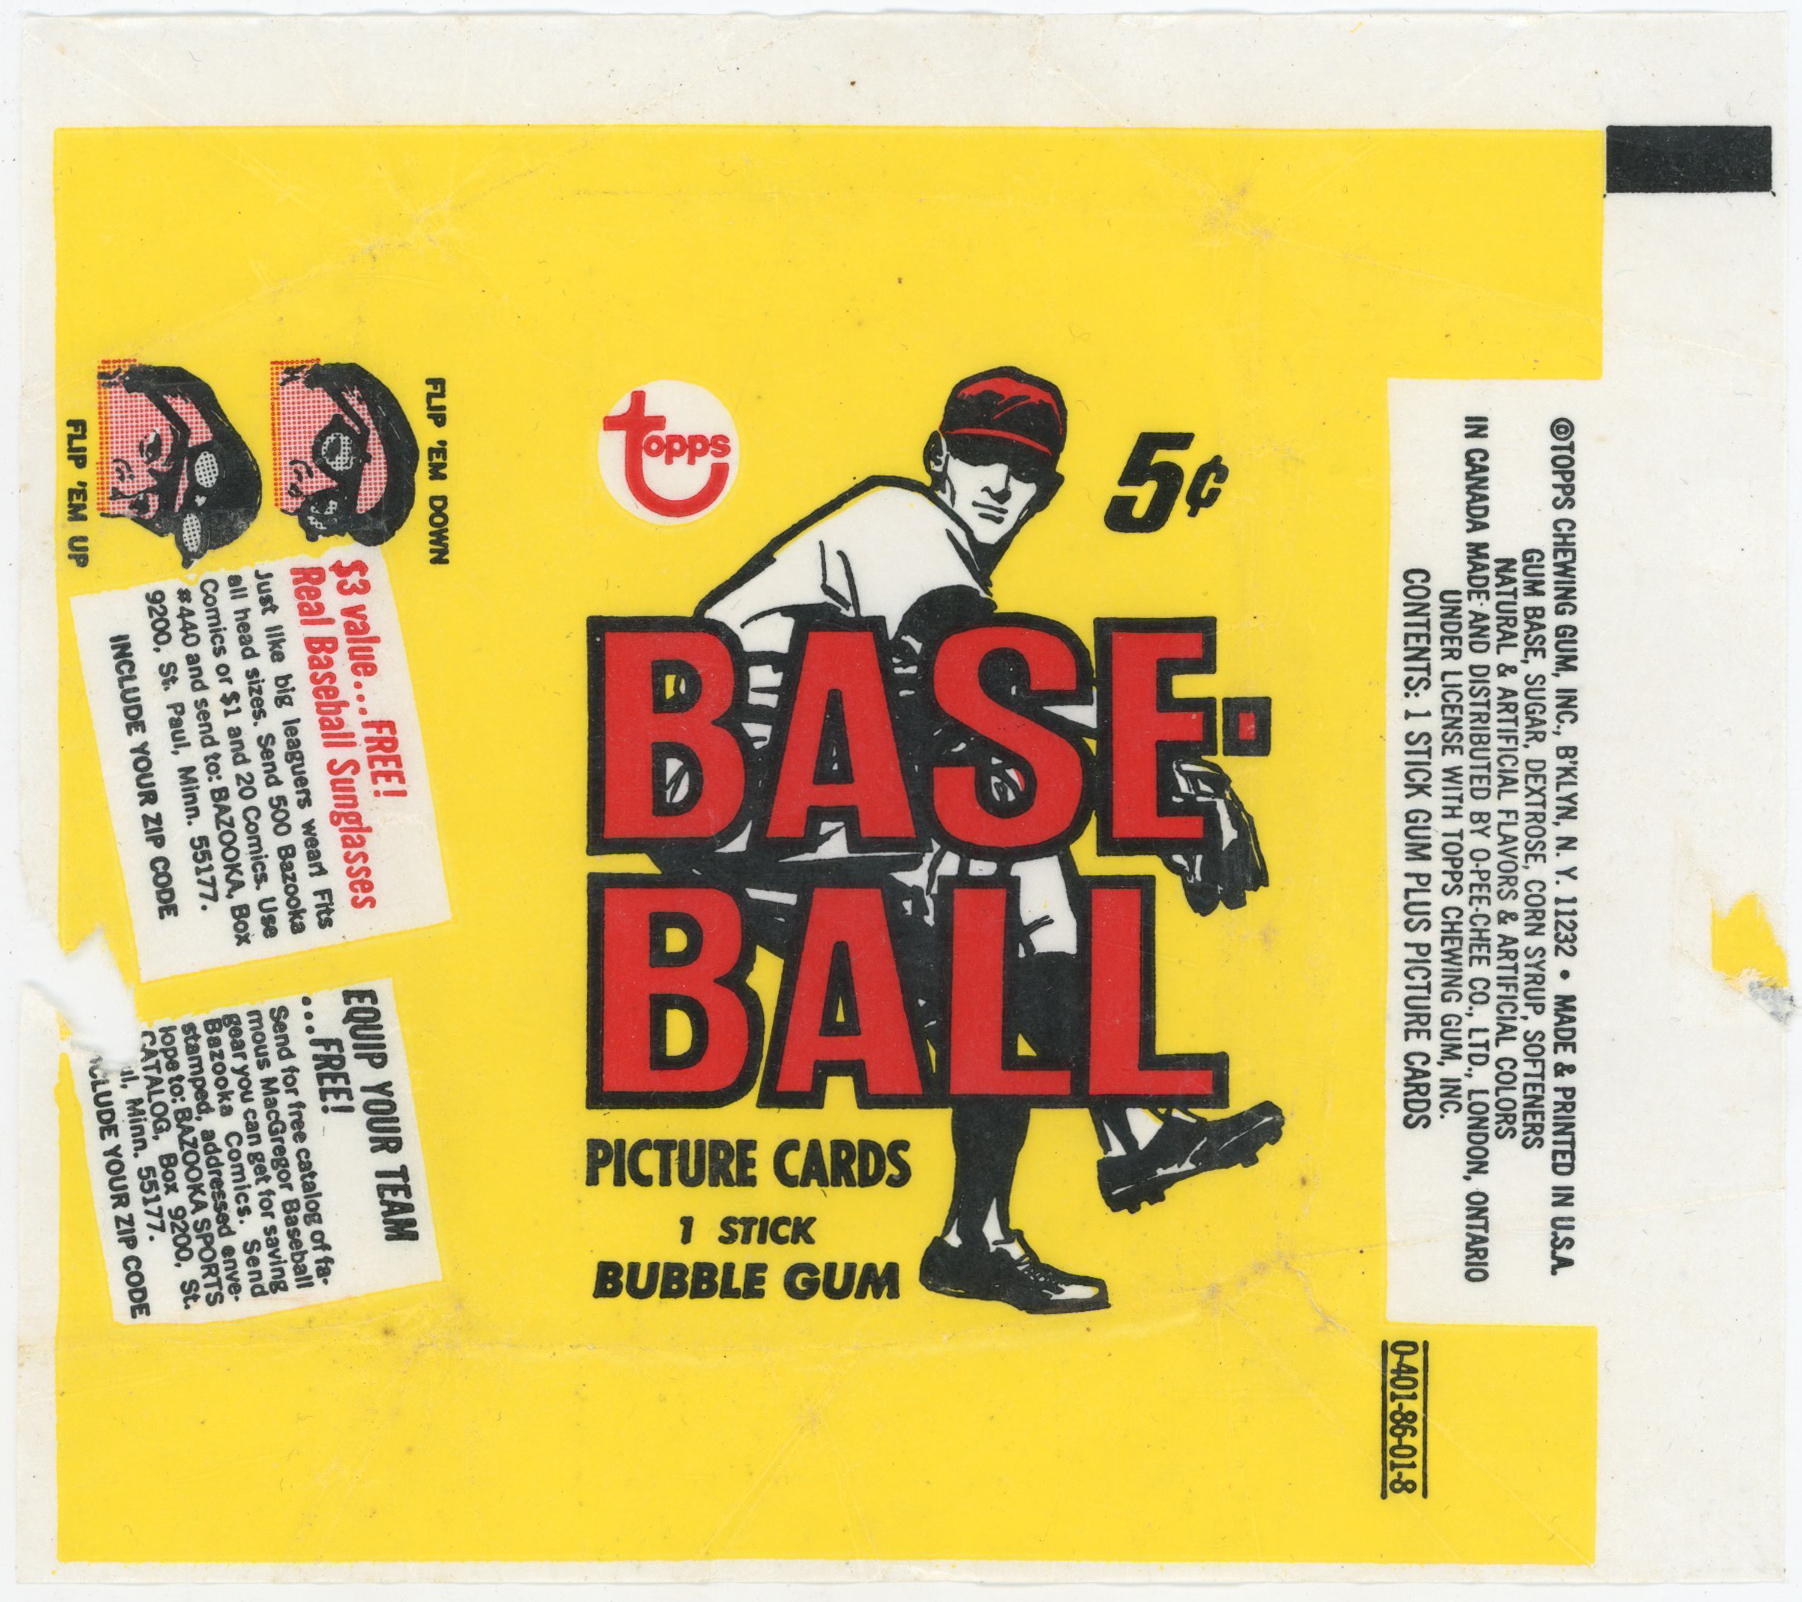 topps
5¢
BASE-
BALL
PICTURE CARDS
1 STICK
BUBBLE GUM
FLIP 'EM DOWN
FLIP 'EM UP
$3 value...FREE!
Real Baseball Sunglasses
Just like big leaguers wear! Fits
all head sizes. Send 500 Bazooka
Comics or $1 and 20 Comics. Use
#440 and send to: BAZOOKA, Box
9200, St. Paul, Minn. 55177.
INCLUDE YOUR ZIP CODE
EQUIP YOUR TEAM
...FREE!
Send for free catalog of fa-
mous MacGregor Baseball
gear you can get for saving
Bazooka Comics. Send
stamped, addressed enve-
lope to: BAZOOKA SPORTS
CATALOG, Box 9200, St.
Minn. 55177.
YOUR ZIP CODE
©TOPPS CHEWING GUM, INC., B'KLYN, N. Y. 11232 • MADE & PRINTED IN U.S.A.
GUM BASE, SUGAR, DEXTROSE, CORN SYRUP, SOFTENERS
NATURAL & ARTIFICIAL FLAVORS & ARTIFICIAL COLORS
IN CANADA MADE AND DISTRIBUTED BY O-PEE-CHEE CO., LTD., LONDON, ONTARIO
UNDER LICENSE WITH TOPPS CHEWING GUM, INC.
CONTENTS: 1 STICK GUM PLUS PICTURE CARDS
0-401-86-01-8